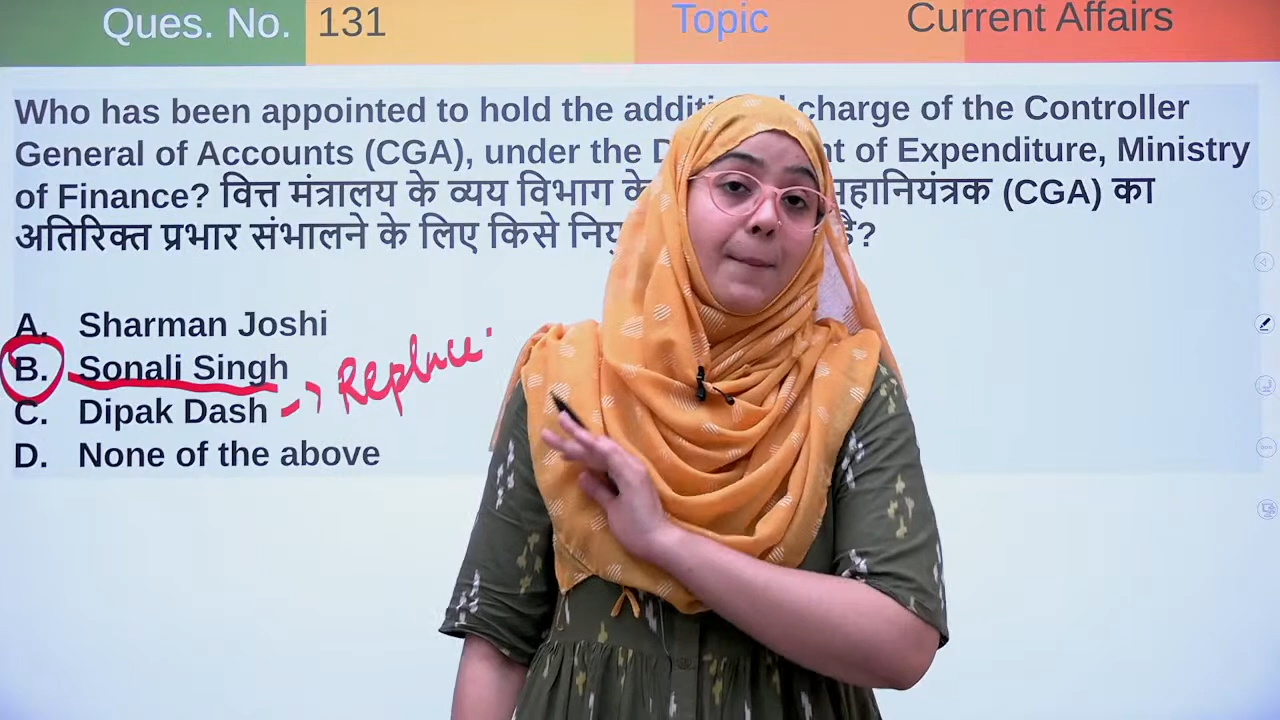 Ques. No. 131 Topic Current Affairs
Who has been appointed to hold the additi charge of the Controller
General of Accounts (CGA), under the D nt of Expenditure, Ministry
of Finance? वित्त मंत्रालय के व्यय विभाग के महानियंत्रक (CGA) का
अतिरिक्त प्रभार संभालने के लिए किसे निय है?
A. Sharman Joshi
B. Sonali Singh
C. Dipak Dash → Replace
D. None of the above